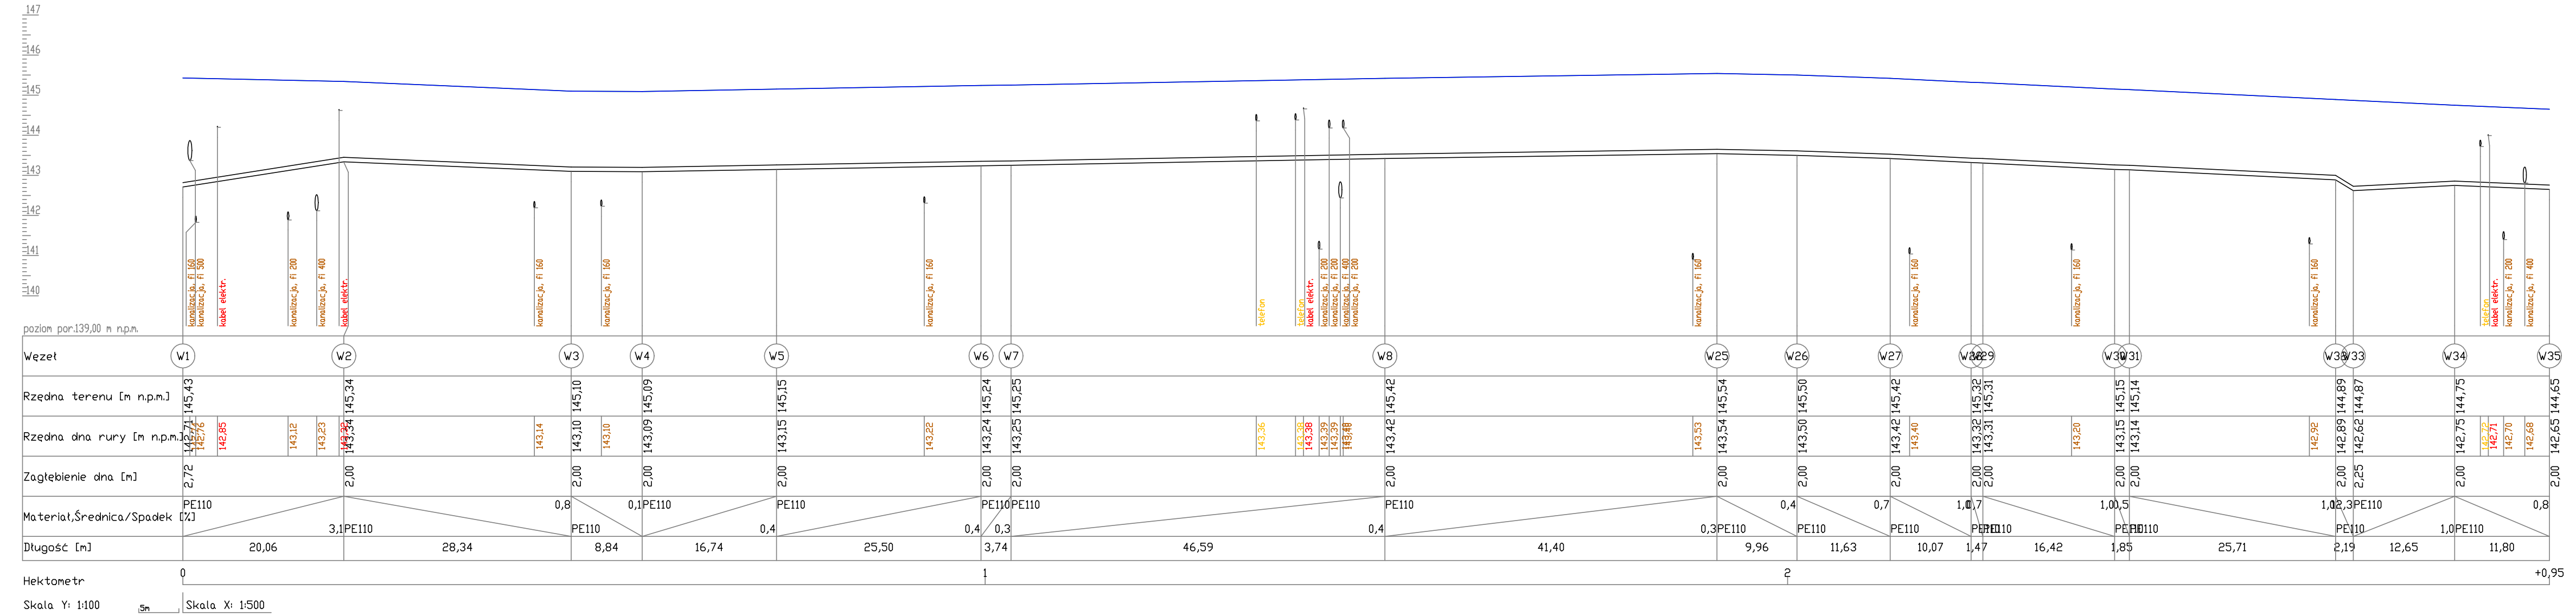 147
146
145
144
143
142
141
140
poziom por.139,00 m n.p.m.
kanalizacja, fi 160
kanalizacja, fi 500
kabel elektr.
kanalizacja, fi 200
kanalizacja, fi 400
kabel elektr.
kanalizacja, fi 160
kanalizacja, fi 160
kanalizacja, fi 160
telefon
telefon
kabel elektr.
kanalizacja, fi 200
kanalizacja, fi 200
kanalizacja, fi 400
kanalizacja, fi 200
kanalizacja, fi 160
kanalizacja, fi 160
kanalizacja, fi 160
kanalizacja, fi 160
telefon
kabel elektr.
kanalizacja, fi 200
kanalizacja, fi 400
Węzeł W1 W2 W3 W4 W5 W6 W7 W8 W25 W26 W27 W29 W31 W33 W34 W35
Rzędna terenu [m n.p.m.] 145,43 145,34 145,10 145,09 145,15 145,24 145,25 145,42 145,54 145,50 145,42 145,32 145,31 145,15 145,14 144,89 144,87 144,75 144,65
Rzędna dna rury [m n.p.m.] 142,71 142,76 142,85 143,12 143,23 143,34 143,14 143,10 143,10 143,09 143,15 143,22 143,24 143,25 143,36 143,38 143,38 143,39 143,39 143,42 143,53 143,54 143,50 143,42 143,40 143,32 143,31 143,20 143,15 143,14 142,92 142,89 142,62 142,75 142,72 142,71 142,70 142,68 142,65
Zagłębienie dna [m] 2,72 2,00 2,00 2,00 2,00 2,00 2,00 2,00 2,00 2,00 2,00 2,00 2,00 2,00 2,00 2,00 2,25 2,00 2,00
PE110 0,8 0,1 PE110 PE110 PE110 PE110 PE110 0,4 0,7 0,7 1,0 0,5 12,3 PE110 0,8
Materiał,Średnica/Spadek [%]
3,1 PE110 PE110 0,4 0,4 0,3 0,4 0,3 PE110 PE110 PE110 PE110 1,0 PE110
Długość [m] 20,06 28,34 8,84 16,74 25,50 3,74 46,59 41,40 9,96 11,63 10,07 1,47 16,42 1,85 25,71 2,19 12,65 11,80
Hektometr 0 1 2 +0,95
Skala Y: 1:100 5m Skala X: 1:500